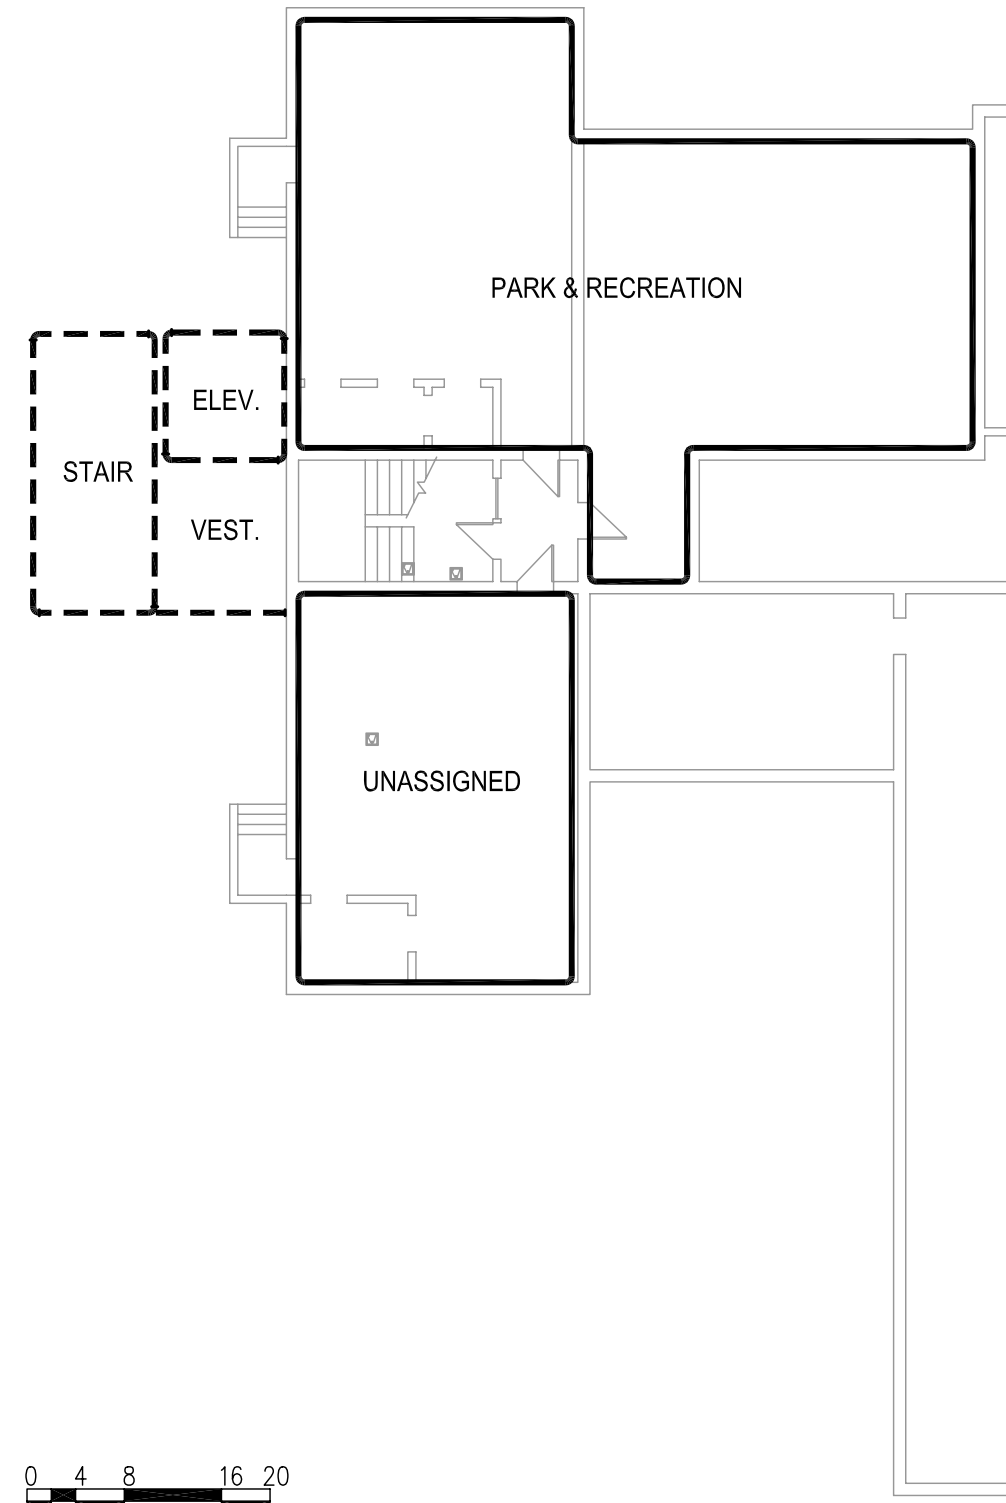 PARK & RECREATION
ELEV.
STAIR
VEST.
UNASSIGNED
0 4 8 16 20